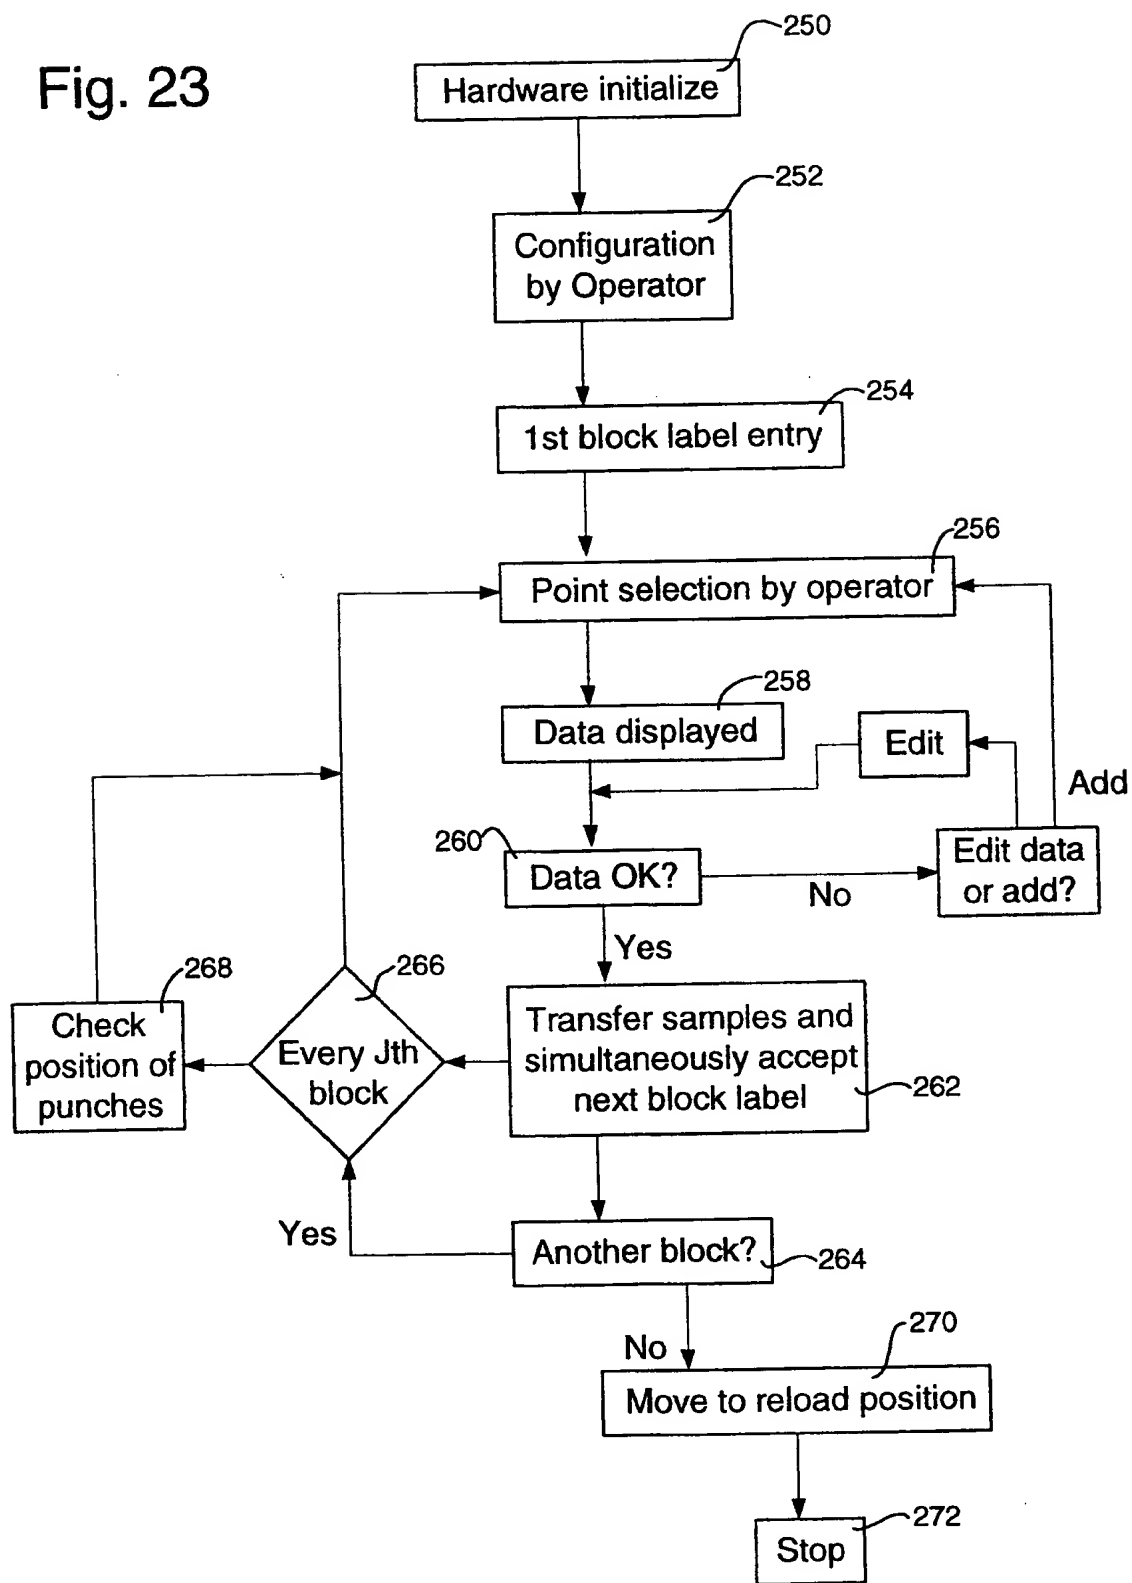 Fig. 23
250
Hardware initialize
252
Configuration
by Operator
254
1st block label entry
256
Point selection by operator
258
Data displayed
Edit
Add
260
Data OK?
No
Edit data
or add?
Yes
268
266
Check
position of
punches
Every Jth
block
Transfer samples and
simultaneously accept
next block label
262
Yes
Another block?
264
No
270
Move to reload position
272
Stop